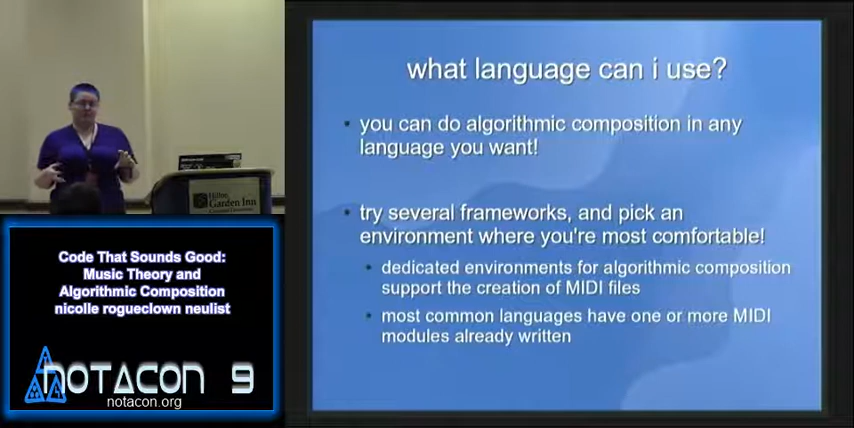 what language can i use?
you can do algorithmic composition in any
language you want!
try several frameworks, and pick an
environment where you're most comfortable!
dedicated environments for algorithmic composition
support the creation of MIDI files
most common languages have one or more MIDI
modules already written
Hilton
Garden Inn
Code That Sounds Good:
Music Theory and
Algorithmic Composition
nicolle rogueclown neulist
NOTACON 9
notacon.org